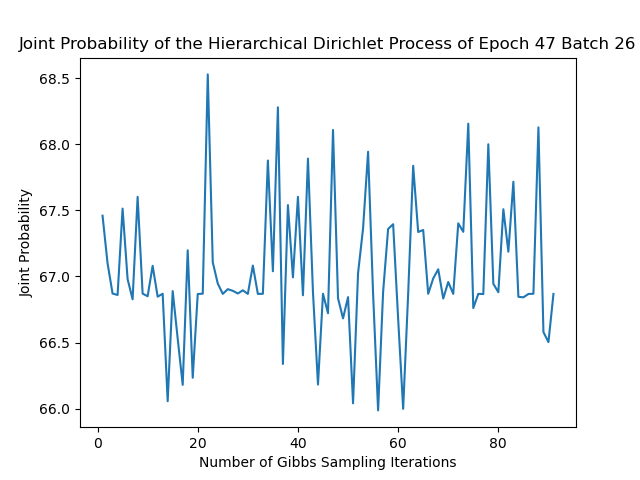 Joint Probability of the Hierarchical Dirichlet Process of Epoch 47 Batch 26
68.5
68.0
67.5
67.0
66.5
66.0
Joint Probability
0 20 40 60 80
Number of Gibbs Sampling Iterations